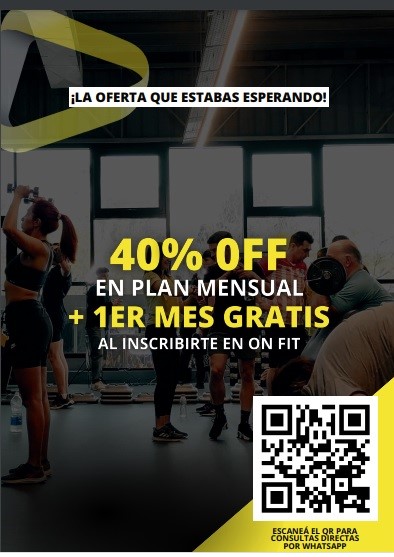 ¡LA OFERTA QUE ESTABAS ESPERANDO!
40% 0FF
EN PLAN MENSUAL
+ 1ER MES GRATIS
AL INSCRIBIRTE EN ON FIT
ESCANEÁ EL QR PARA
CONSULTAS DIRECTAS
POR WHATSAPP